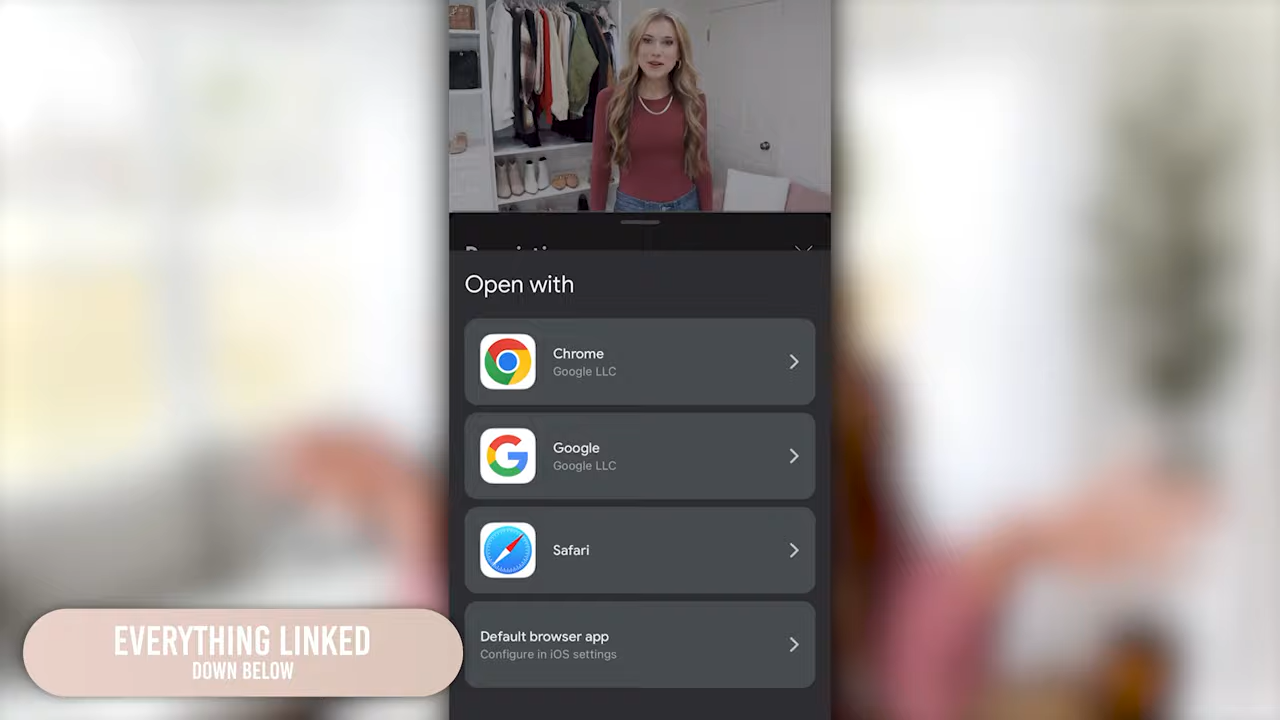 Open with
Chrome
Google LLC
Google
Google LLC
Safari
Default browser app
Configure in iOS settings
EVERYTHING LINKED
DOWN BELOW